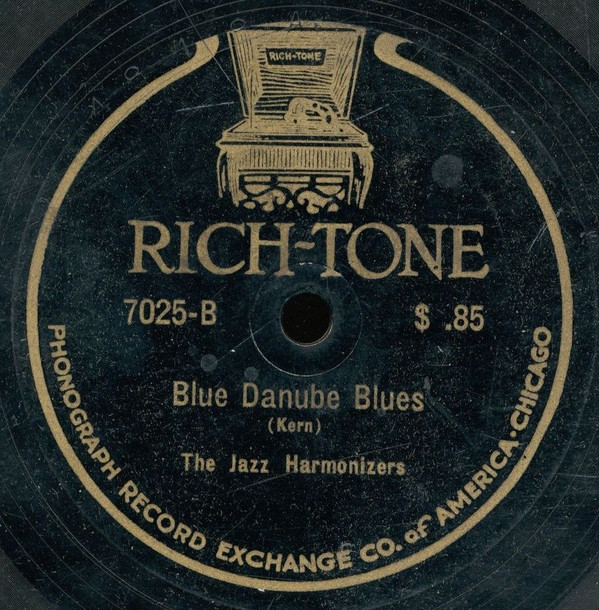 RICH-TONE
RICH-TONE
7025-B
$ .85
Blue Danube Blues
(Kern)
The Jazz Harmonizers
PHONOGRAPH RECORD EXCHANGE CO. of AMERICA·CHICAGO